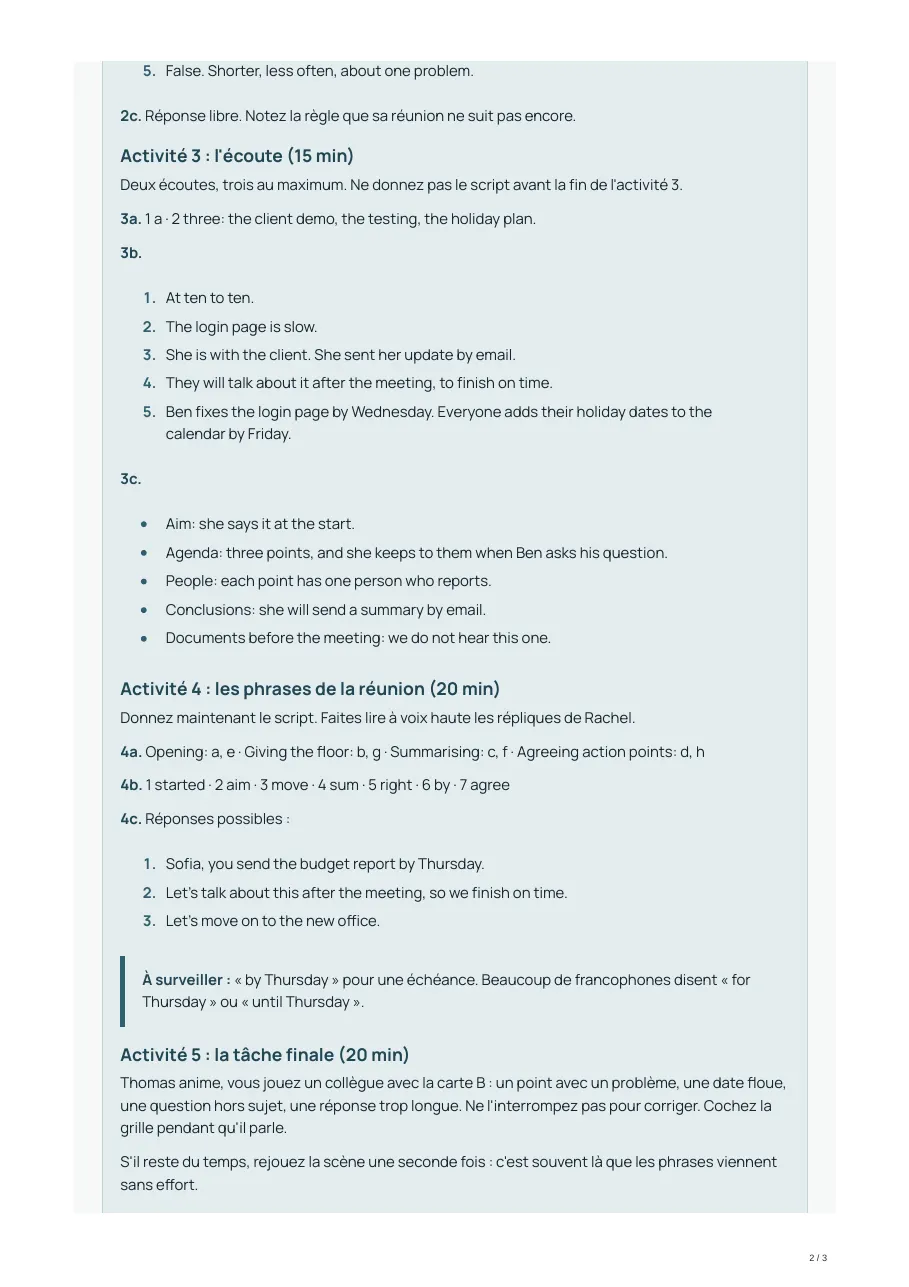 5. False. Shorter, less often, about one problem.
2c. Réponse libre. Notez la règle que sa réunion ne suit pas encore.
Activité 3 : l'écoute (15 min)
Deux écoutes, trois au maximum. Ne donnez pas le script avant la fin de l'activité 3.
3a. 1 a · 2 three: the client demo, the testing, the holiday plan.
3b.
1. At ten to ten.
2. The login page is slow.
3. She is with the client. She sent her update by email.
4. They will talk about it after the meeting, to finish on time.
5. Ben fixes the login page by Wednesday. Everyone adds their holiday dates to the
calendar by Friday.
3c.
• Aim: she says it at the start.
• Agenda: three points, and she keeps to them when Ben asks his question.
• People: each point has one person who reports.
• Conclusions: she will send a summary by email.
• Documents before the meeting: we do not hear this one.
Activité 4 : les phrases de la réunion (20 min)
Donnez maintenant le script. Faites lire à voix haute les répliques de Rachel.
4a. Opening: a, e · Giving the floor: b, g · Summarising: c, f · Agreeing action points: d, h
4b. 1 started · 2 aim · 3 move · 4 sum · 5 right · 6 by · 7 agree
4c. Réponses possibles :
1. Sofia, you send the budget report by Thursday.
2. Let's talk about this after the meeting, so we finish on time.
3. Let's move on to the new office.
À surveiller : « by Thursday » pour une échéance. Beaucoup de francophones disent « for
Thursday » ou « until Thursday ».
Activité 5 : la tâche finale (20 min)
Thomas anime, vous jouez un collègue avec la carte B : un point avec un problème, une date floue,
une question hors sujet, une réponse trop longue. Ne l'interrompez pas pour corriger. Cochez la
grille pendant qu'il parle.
S'il reste du temps, rejouez la scène une seconde fois : c'est souvent là que les phrases viennent
sans effort.
2 / 3